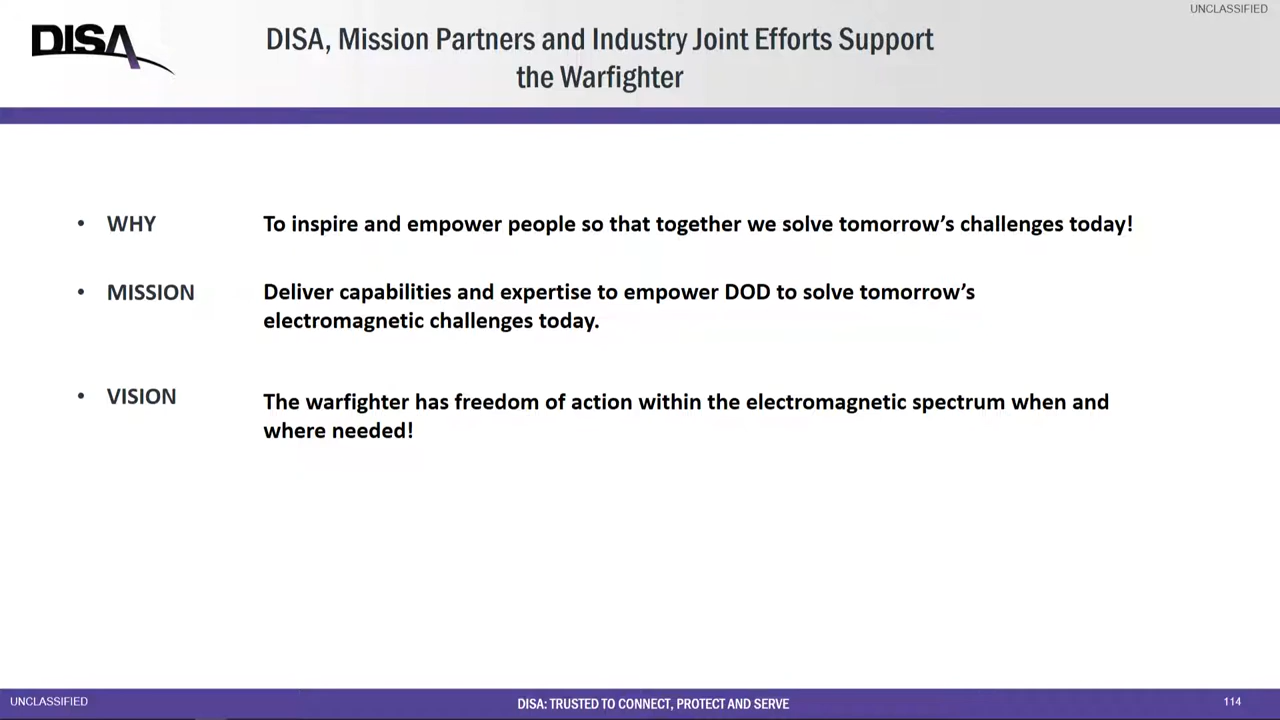 UNCLASSIFIED
DISA
DISA, Mission Partners and Industry Joint Efforts Support
the Warfighter
• WHY To inspire and empower people so that together we solve tomorrow’s challenges today!
• MISSION Deliver capabilities and expertise to empower DOD to solve tomorrow’s
electromagnetic challenges today.
• VISION The warfighter has freedom of action within the electromagnetic spectrum when and
where needed!
UNCLASSIFIED DISA: TRUSTED TO CONNECT, PROTECT AND SERVE 114